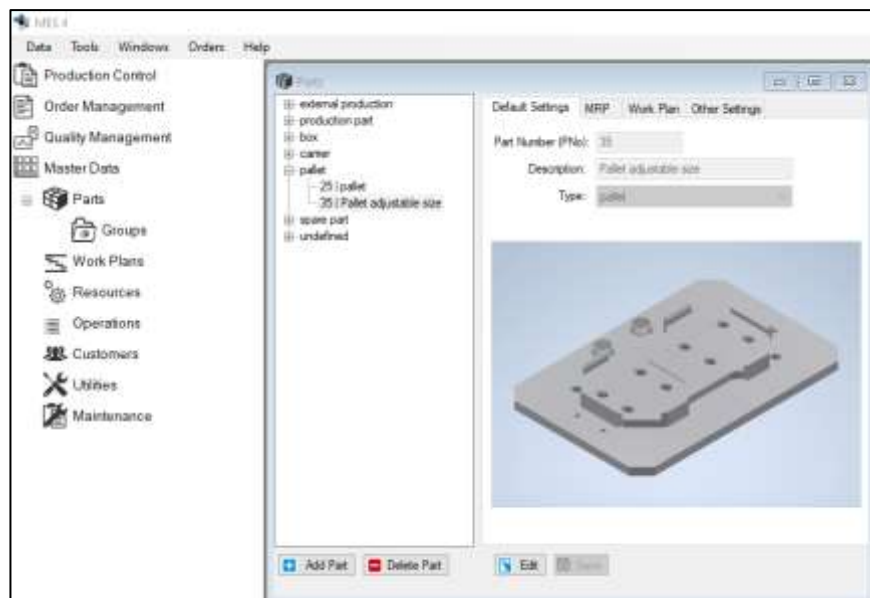 MES 4
Data Tools Windows Orders Help
Production Control
Order Management
Quality Management
Master Data
Parts
Groups
Work Plans
Resources
Operations
Customers
Utilities
Maintenance
Parts
external production
production part
box
carrier
pallet
25 | pallet
35 | Pallet adjustable size
spare part
undefined
Add Part Delete Part
Default Settings MRP Work Plan Other Settings
Part Number (PNo): 35
Description: Pallet adjustable size
Type: pallet
Edit Save